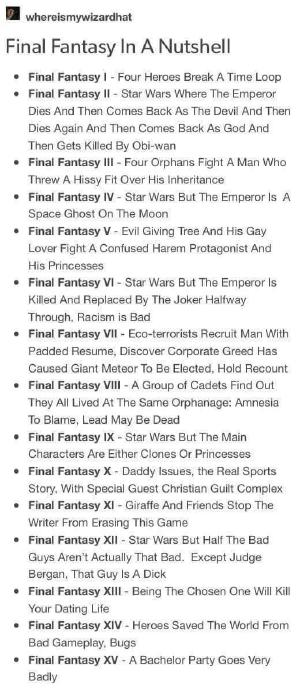 whereismywizardhat
Final Fantasy In A Nutshell
• Final Fantasy I - Four Heroes Break A Time Loop
• Final Fantasy II - Star Wars Where The Emperor
Dies And Then Comes Back As The Devil And Then
Dies Again And Then Comes Back As God And
Then Gets Killed By Obi-wan
• Final Fantasy III - Four Orphans Fight A Man Who
Threw A Hissy Fit Over His Inheritance
• Final Fantasy IV - Star Wars But The Emperor Is A
Space Ghost On The Moon
• Final Fantasy V - Evil Giving Tree And His Gay
Lover Fight A Confused Harem Protagonist And
His Princesses
• Final Fantasy VI - Star Wars But The Emperor Is
Killed And Replaced By The Joker Halfway
Through, Racism is Bad
• Final Fantasy VII - Eco-terrorists Recruit Man With
Padded Resume, Discover Corporate Greed Has
Caused Giant Meteor To Be Elected, Hold Recount
• Final Fantasy VIII - A Group of Cadets Find Out
They All Lived At The Same Orphanage: Amnesia
To Blame, Lead May Be Dead
• Final Fantasy IX - Star Wars But The Main
Characters Are Either Clones Or Princesses
• Final Fantasy X - Daddy Issues, the Real Sports
Story, With Special Guest Christian Guilt Complex
• Final Fantasy XI - Giraffe And Friends Stop The
Writer From Erasing This Game
• Final Fantasy XII - Star Wars But Half The Bad
Guys Aren't Actually That Bad. Except Judge
Bergan, That Guy Is A Dick
• Final Fantasy XIII - Being The Chosen One Will Kill
Your Dating Life
• Final Fantasy XIV - Heroes Saved The World From
Bad Gameplay, Bugs
• Final Fantasy XV - A Bachelor Party Goes Very
Badly